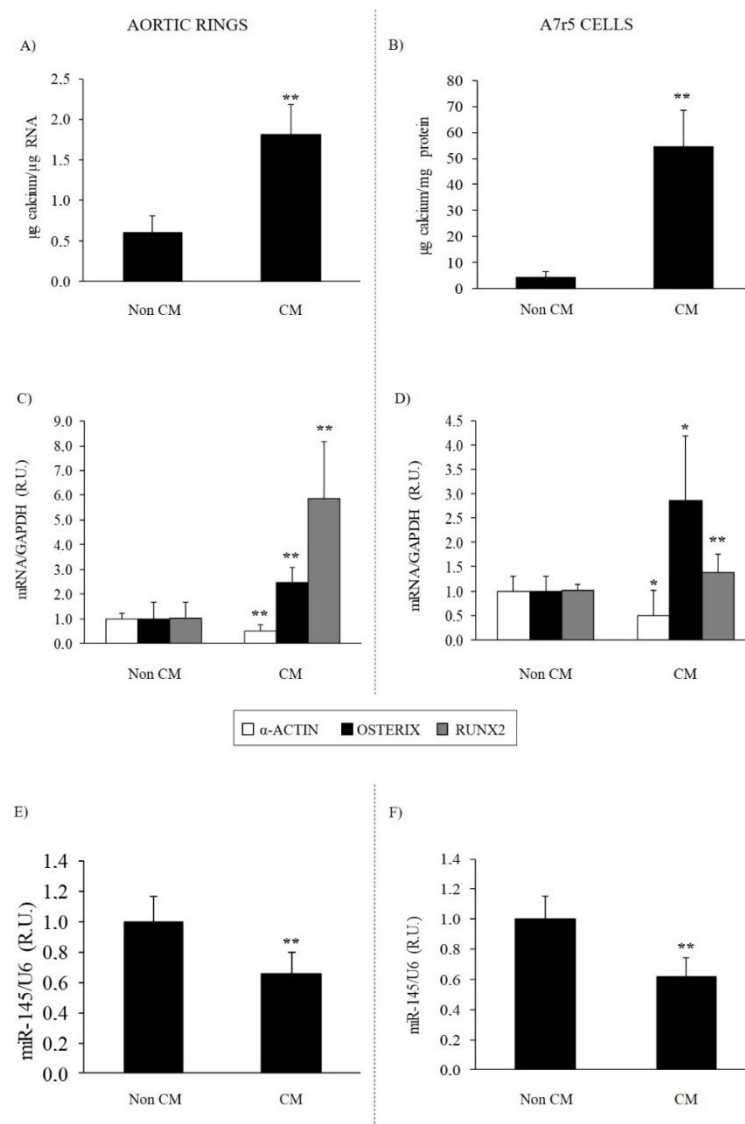 AORTIC RINGS
A7r5 CELLS
A)
µg calcium/µg RNA
2.5
2.0
1.5
1.0
0.5
0.0
**
Non CM
CM
B)
µg calcium/mg protein
80
70
60
50
40
30
20
10
0
**
Non CM
CM
C)
mRNA/GAPDH (R.U.)
9.0
8.0
7.0
6.0
5.0
4.0
3.0
2.0
1.0
0.0
**
**
**
Non CM
CM
D)
mRNA/GAPDH (R.U.)
4.5
4.0
3.5
3.0
2.5
2.0
1.5
1.0
0.5
0.0
*
*
**
Non CM
CM
α-ACTIN OSTERIX RUNX2
E)
miR-145/U6 (R.U.)
1.4
1.2
1.0
0.8
0.6
0.4
0.2
0.0
**
Non CM
CM
F)
miR-145/U6 (R.U.)
1.4
1.2
1.0
0.8
0.6
0.4
0.2
0.0
**
Non CM
CM